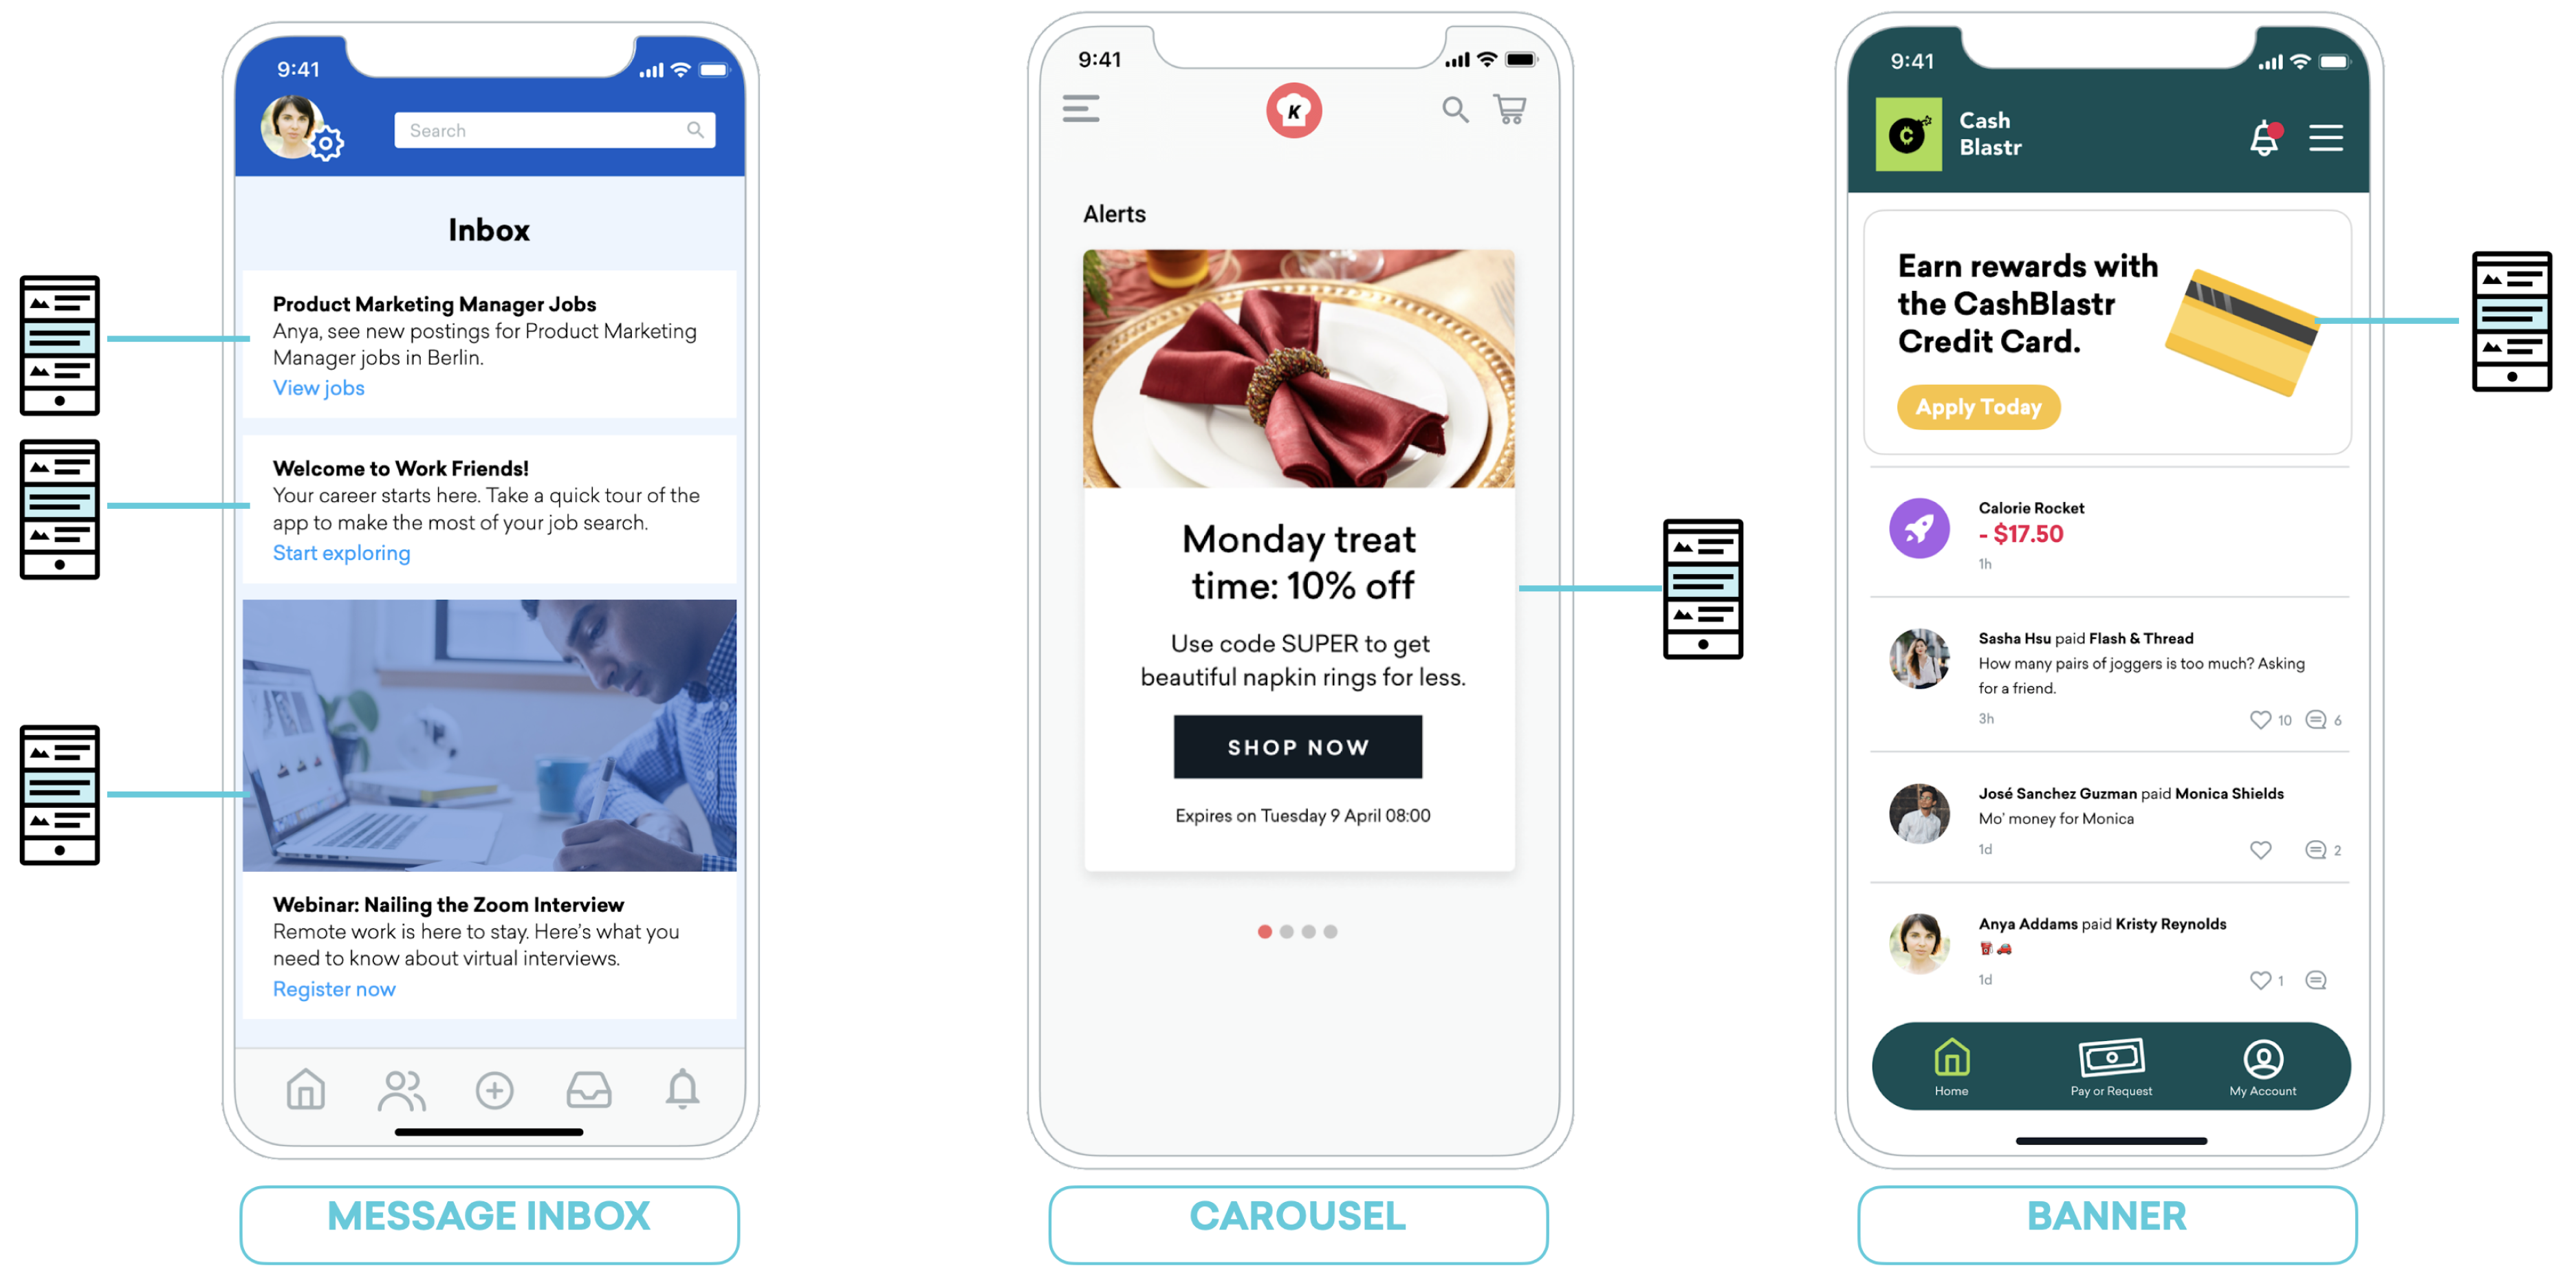 9:41
Search
Inbox
Product Marketing Manager Jobs
Anya, see new postings for Product Marketing
Manager jobs in Berlin.
View jobs
Welcome to Work Friends!
Your career starts here. Take a quick tour of the
app to make the most of your job search.
Start exploring
Webinar: Nailing the Zoom Interview
Remote work is here to stay. Here's what you
need to know about virtual interviews.
Register now
MESSAGE INBOX
9:41
K
Alerts
Monday treat
time: 10% off
Use code SUPER to get
beautiful napkin rings for less.
SHOP NOW
Expires on Tuesday 9 April 08:00
CAROUSEL
9:41
Cash
Blastr
Earn rewards with
the CashBlastr
Credit Card.
Apply Today
Calorie Rocket
- $17.50
1h
Sasha Hsu paid Flash & Thread
How many pairs of joggers is too much? Asking
for a friend.
3h 10 6
José Sanchez Guzman paid Monica Shields
Mo' money for Monica
1d 2
Anya Addams paid Kristy Reynolds
1d 1
Home Pay or Request My Account
BANNER